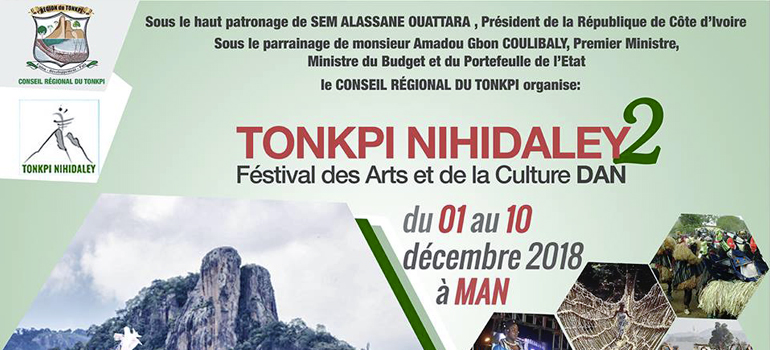 RÉGION DU TONKPI
CONSEIL RÉGIONAL DU TONKPI
TONKPI NIHIDALEY
Sous le haut patronage de SEM ALASSANE OUATTARA , Président de la République de Côte d'Ivoire
Sous le parrainage de monsieur Amadou Gbon COULIBALY, Premier Ministre,
Ministre du Budget et du Portefeulle de l'Etat
le CONSEIL RÉGIONAL DU TONKPI organise:
TONKPI NIHIDALEY 2
Féstival des Arts et de la Culture DAN
du 01 au 10
décembre 2018
à MAN